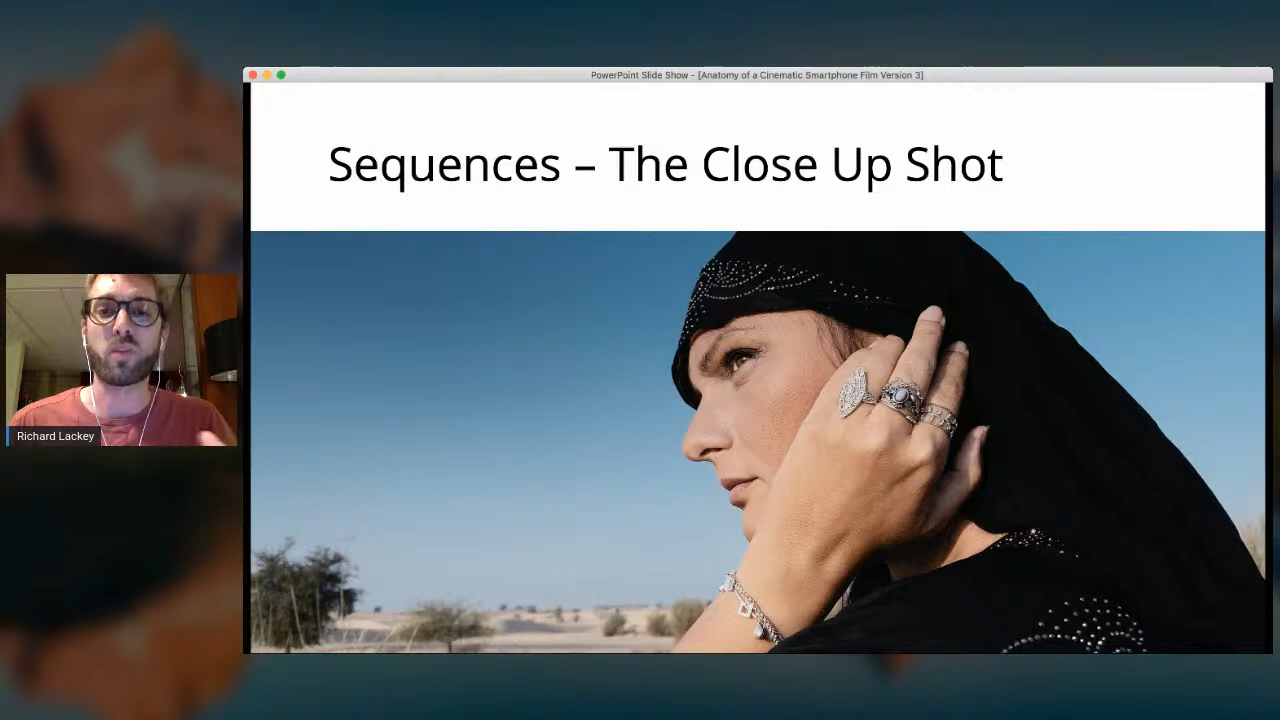 PowerPoint Slide Show - [Anatomy of a Cinematic Smartphone Film Version 3]
Sequences – The Close Up Shot
Richard Lackey